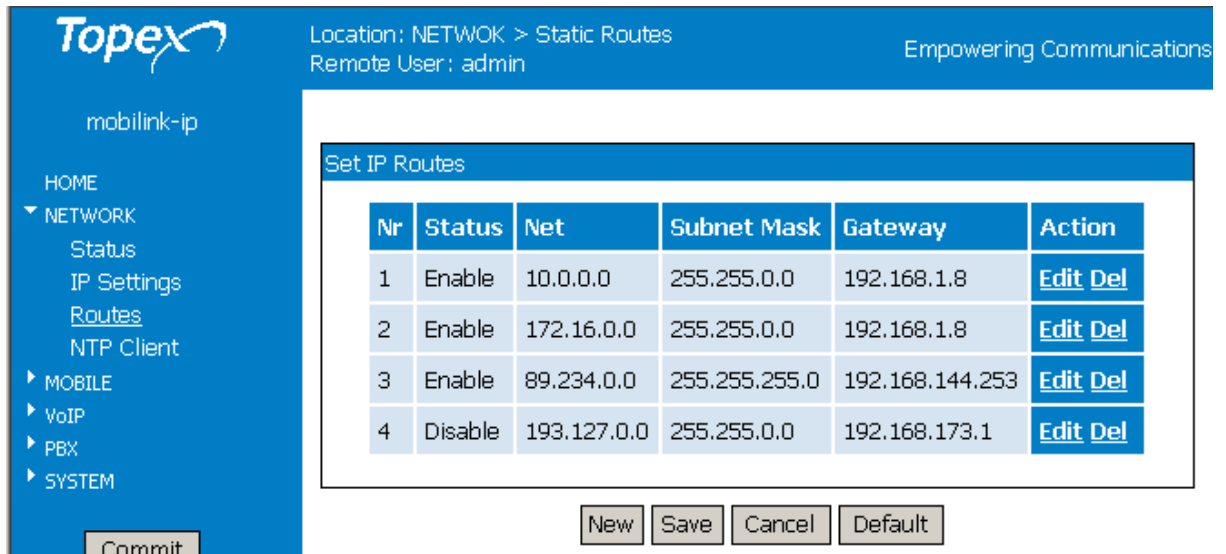 Topex
Location: NETWOK > Static Routes
Remote User: admin
Empowering Communications
mobilink-ip
HOME
NETWORK
Status
IP Settings
Routes
NTP Client
MOBILE
VoIP
PBX
SYSTEM
Commit
Set IP Routes
Nr Status Net Subnet Mask Gateway Action
1 Enable 10.0.0.0 255.255.0.0 192.168.1.8 Edit Del
2 Enable 172.16.0.0 255.255.0.0 192.168.1.8 Edit Del
3 Enable 89.234.0.0 255.255.255.0 192.168.144.253 Edit Del
4 Disable 193.127.0.0 255.255.0.0 192.168.173.1 Edit Del
New Save Cancel Default